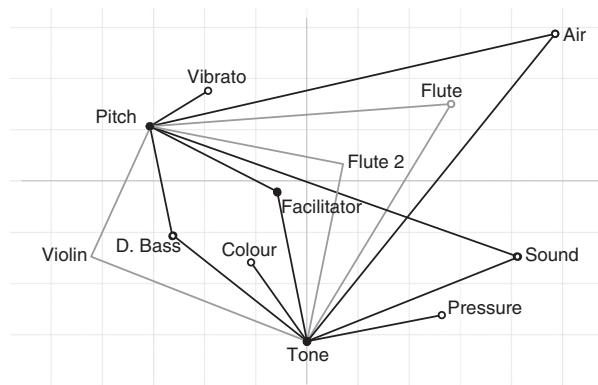 Air
Vibrato
Flute
Pitch
Flute 2
Facilitator
D. Bass
Colour
Violin
Sound
Pressure
Tone